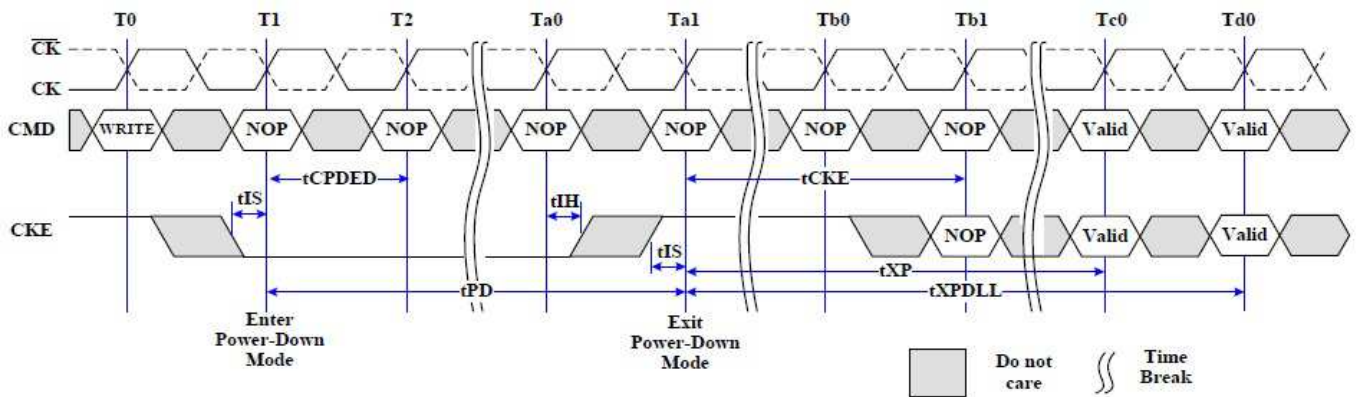 T0 T1 T2 Ta0 Ta1 Tb0 Tb1 Tc0 Td0
CK
CK
CMD WRITE NOP NOP NOP NOP NOP NOP Valid Valid
tCPDED tCKE
tIS tIH
CKE NOP Valid Valid
tIS
tXP
tPD tXPDLL
Enter
Power-Down
Mode
Exit
Power-Down
Mode
Do not
care
Time
Break